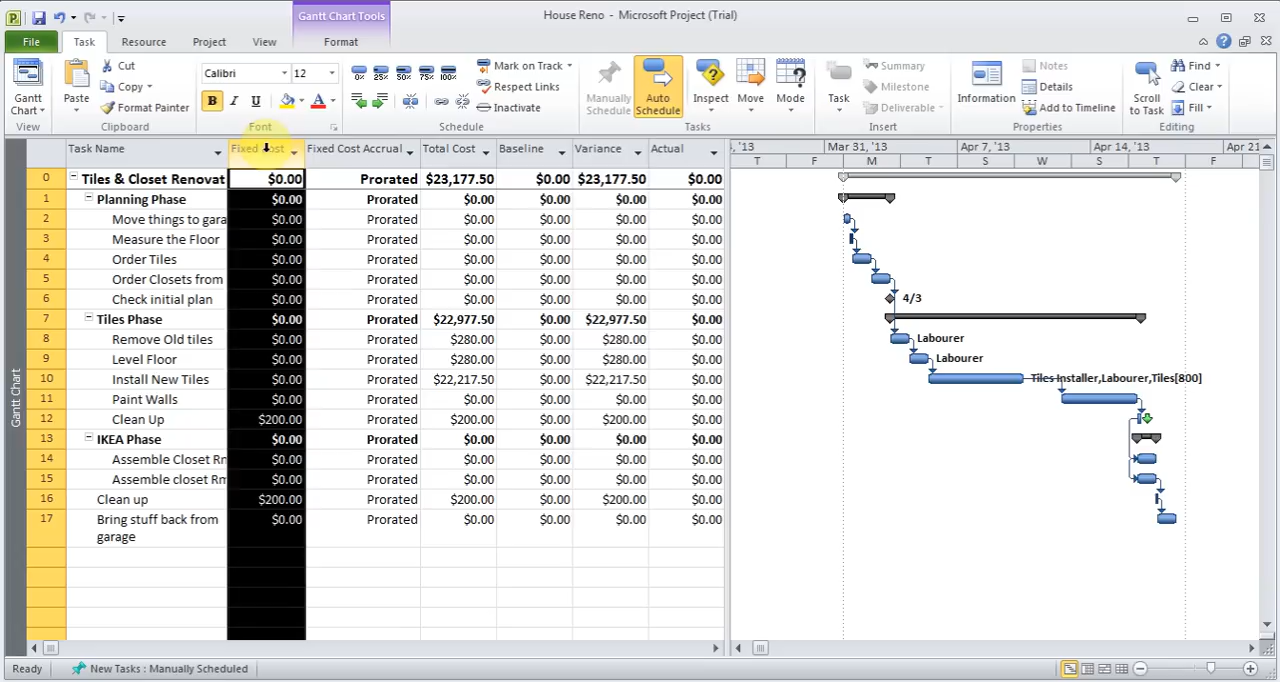 House Reno - Microsoft Project (Trial)
Gantt Chart Tools
File Task Resource Project View Format
Gantt Chart
View
Paste
Cut
Copy
Format Painter
Clipboard
Calibri 12
B I U A
Font
0% 25% 50% 75% 100%
Mark on Track
Respect Links
Inactivate
Schedule
Manually Schedule
Auto Schedule
Inspect
Move
Mode
Tasks
Task
Summary
Milestone
Deliverable
Insert
Information
Notes
Details
Add to Timeline
Properties
Scroll to Task
Find
Clear
Fill
Editing
Task Name Fixed Cost Fixed Cost Accrual Total Cost Baseline Variance Actual
0 Tiles & Closet Renovat $0.00 Prorated $23,177.50 $0.00 $23,177.50 $0.00
1 Planning Phase $0.00 Prorated $0.00 $0.00 $0.00 $0.00
2 Move things to gara $0.00 Prorated $0.00 $0.00 $0.00 $0.00
3 Measure the Floor $0.00 Prorated $0.00 $0.00 $0.00 $0.00
4 Order Tiles $0.00 Prorated $0.00 $0.00 $0.00 $0.00
5 Order Closets from $0.00 Prorated $0.00 $0.00 $0.00 $0.00
6 Check initial plan $0.00 Prorated $0.00 $0.00 $0.00 $0.00
7 Tiles Phase $0.00 Prorated $22,977.50 $0.00 $22,977.50 $0.00
8 Remove Old tiles $0.00 Prorated $280.00 $0.00 $280.00 $0.00
9 Level Floor $0.00 Prorated $280.00 $0.00 $280.00 $0.00
10 Install New Tiles $0.00 Prorated $22,217.50 $0.00 $22,217.50 $0.00
11 Paint Walls $0.00 Prorated $0.00 $0.00 $0.00 $0.00
12 Clean Up $200.00 Prorated $200.00 $0.00 $200.00 $0.00
13 IKEA Phase $0.00 Prorated $0.00 $0.00 $0.00 $0.00
14 Assemble Closet Rm $0.00 Prorated $0.00 $0.00 $0.00 $0.00
15 Assemble closet Rm $0.00 Prorated $0.00 $0.00 $0.00 $0.00
16 Clean up $200.00 Prorated $200.00 $0.00 $200.00 $0.00
17 Bring stuff back from $0.00 Prorated $0.00 $0.00 $0.00 $0.00
garage
Gantt Chart
, '13 Mar 31, '13 Apr 7, '13 Apr 14, '13 Apr 21
T F M T S W S T F
4/3
Labourer
Labourer
Tiles Installer,Labourer,Tiles[800]
Ready New Tasks : Manually Scheduled